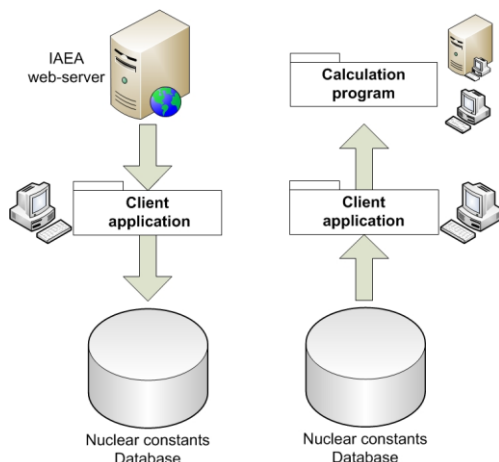 IAEA
web-server
Client
application
Nuclear constants
Database
Calculation
program
Client
application
Nuclear constants
Database